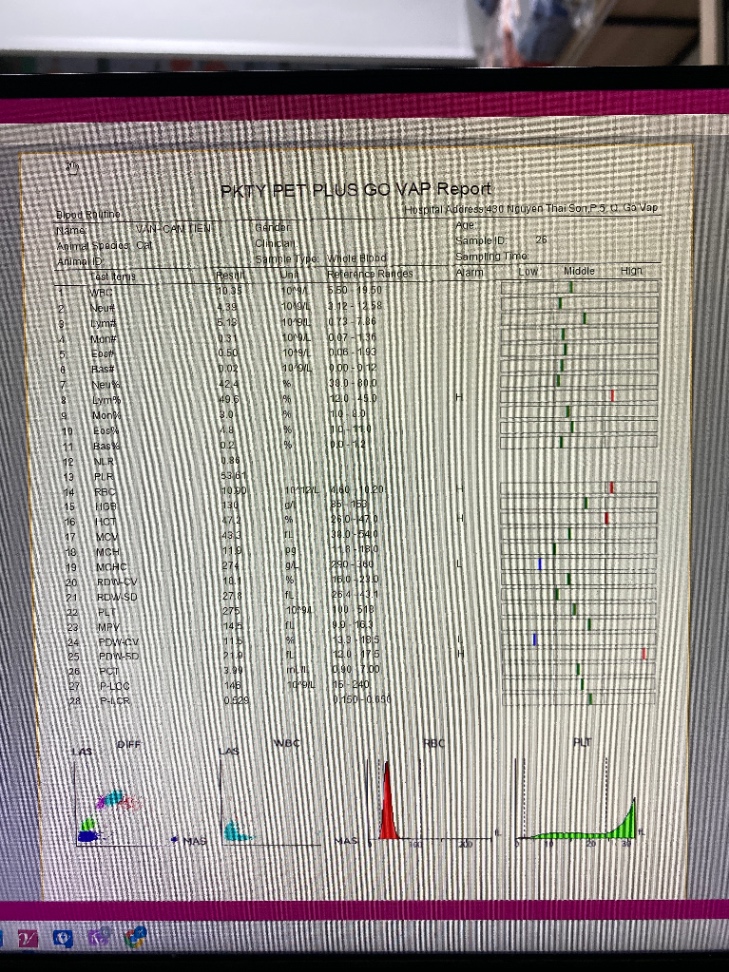 PKTY PET PLUS GO VAP Report
Blood Routine Hospital Address:430 Nguyen Thai Son,P.5, Q. Go Vap
Name: VAN- CAM TIEN Gender: Age:
Animal Species: Cat Clinician: Sample ID: 26
Animal ID: Sample Type: Whole Blood Sampling Time:
Test Items Result Unit Reference Ranges Alarm Low Middle High
1 WBC 10.35 10^9/L 5.50 - 19.50
2 Neu# 4.39 10^9/L 3.12 - 12.58
3 Lym# 5.13 10^9/L 0.73 - 7.86
4 Mon# 0.31 10^9/L 0.07 - 1.36
5 Eos# 0.50 10^9/L 0.06 - 1.93
6 Bas# 0.02 10^9/L 0.00 - 0.12
7 Neu% 42.4 % 38.0 - 80.0
8 Lym% 49.6 % 12.0 - 45.0 H
9 Mon% 3.0 % 1.0 - 8.0
10 Eos% 4.8 % 1.0 - 11.0
11 Bas% 0.2 % 0.0 - 1.2
12 NLR 0.86
13 PLR 53.61
14 RBC 10.90 10^12/L 4.60 - 10.20 H
15 HGB 130 g/L 85 - 153
16 HCT 47.2 % 26.0 - 47.0 H
17 MCV 43.3 fL 38.0 - 54.0
18 MCH 11.9 pg 11.8 - 18.0
19 MCHC 274 g/L 290 - 360 L
20 RDW-CV % 16.0 - 23.0
21 RDW-SD 27.8 fL 26.4 - 43.1
22 PLT 275 10^9/L 100 - 518
23 MPV 14.5 fL 9.9 - 16.3
24 PDW-CV 11.5 % 13.3 - 18.5 L
25 PDW-SD 21.9 fL 12.0 - 17.5 H
26 PCT 3.99 mL/L 0.90 - 7.00
27 P-LCC 146 10^9/L 15 - 240
28 P-LCR 0.529 0.150 - 0.650
LAS DIFF LAS WBC RBC PLT
MAS MAS 100 200 fL 10 20 30 fL